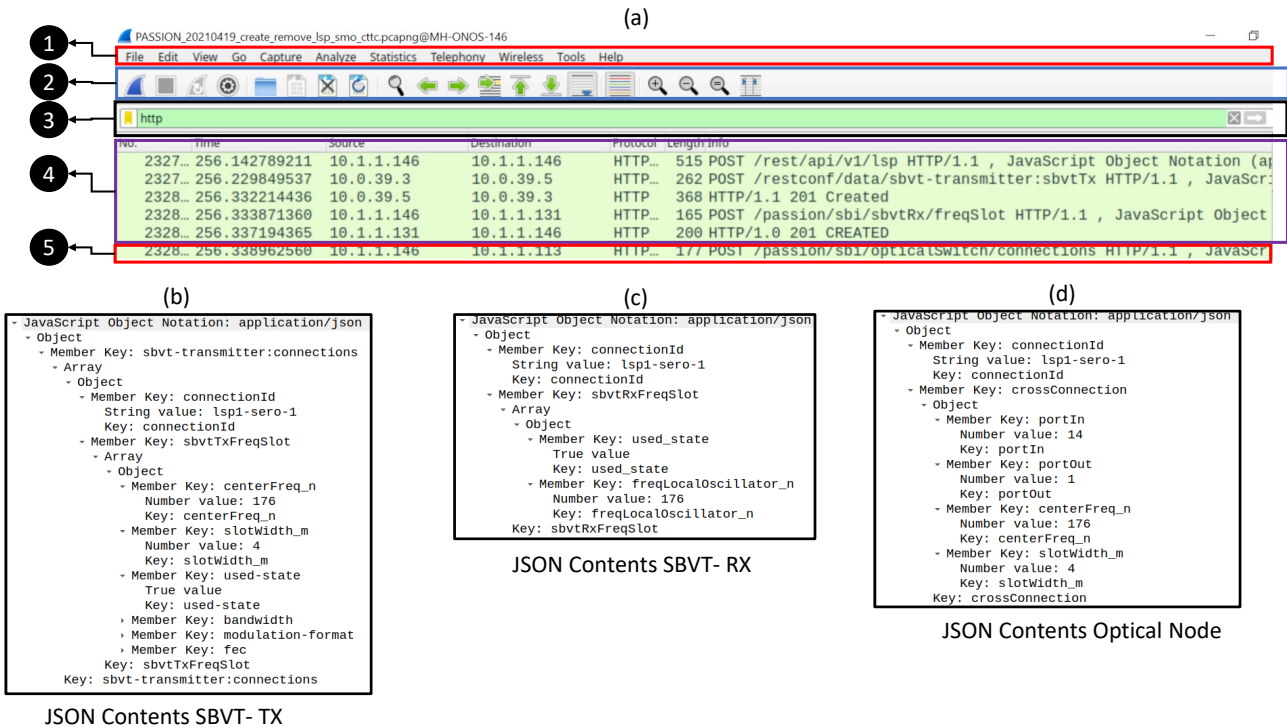 (a)
PASSION_20210419_create_remove_lsp_smo_cttc.pcapng@MH-ONOS-146
1
File Edit View Go Capture Analyze Statistics Telephony Wireless Tools Help
2
3
http
No. Time Source Destination Protocol Length Info
4
2327… 256.142789211 10.1.1.146 10.1.1.146 HTTP… 515 POST /rest/api/v1/lsp HTTP/1.1 , JavaScript Object Notation (ap
2327… 256.229849537 10.0.39.3 10.0.39.5 HTTP… 262 POST /restconf/data/sbvt-transmitter:sbvtTx HTTP/1.1 , JavaScri
2328… 256.332214436 10.0.39.5 10.0.39.3 HTTP 368 HTTP/1.1 201 Created
2328… 256.333871360 10.1.1.146 10.1.1.131 HTTP… 165 POST /passion/sbi/sbvtRx/freqSlot HTTP/1.1 , JavaScript Object
2328… 256.337194365 10.1.1.131 10.1.1.146 HTTP 200 HTTP/1.0 201 CREATED
5
2328… 256.338962560 10.1.1.146 10.1.1.113 HTTP… 177 POST /passion/sbi/opticalSwitch/connections HTTP/1.1 , JavaScr
(b)
JavaScript Object Notation: application/json
Object
Member Key: sbvt-transmitter:connections
Array
Object
Member Key: connectionId
String value: lsp1-sero-1
Key: connectionId
Member Key: sbvtTxFreqSlot
Array
Object
Member Key: centerFreq_n
Number value: 176
Key: centerFreq_n
Member Key: slotWidth_m
Number value: 4
Key: slotWidth_m
Member Key: used-state
True value
Key: used-state
Member Key: bandwidth
Member Key: modulation-format
Member Key: fec
Key: sbvtTxFreqSlot
Key: sbvt-transmitter:connections
JSON Contents SBVT- TX
(c)
JavaScript Object Notation: application/json
Object
Member Key: connectionId
String value: lsp1-sero-1
Key: connectionId
Member Key: sbvtRxFreqSlot
Array
Object
Member Key: used_state
True value
Key: used_state
Member Key: freqLocalOscillator_n
Number value: 176
Key: freqLocalOscillator_n
Key: sbvtRxFreqSlot
JSON Contents SBVT- RX
(d)
JavaScript Object Notation: application/json
Object
Member Key: connectionId
String value: lsp1-sero-1
Key: connectionId
Member Key: crossConnection
Object
Member Key: portIn
Number value: 14
Key: portIn
Member Key: portOut
Number value: 1
Key: portOut
Member Key: centerFreq_n
Number value: 176
Key: centerFreq_n
Member Key: slotWidth_m
Number value: 4
Key: slotWidth_m
Key: crossConnection
JSON Contents Optical Node